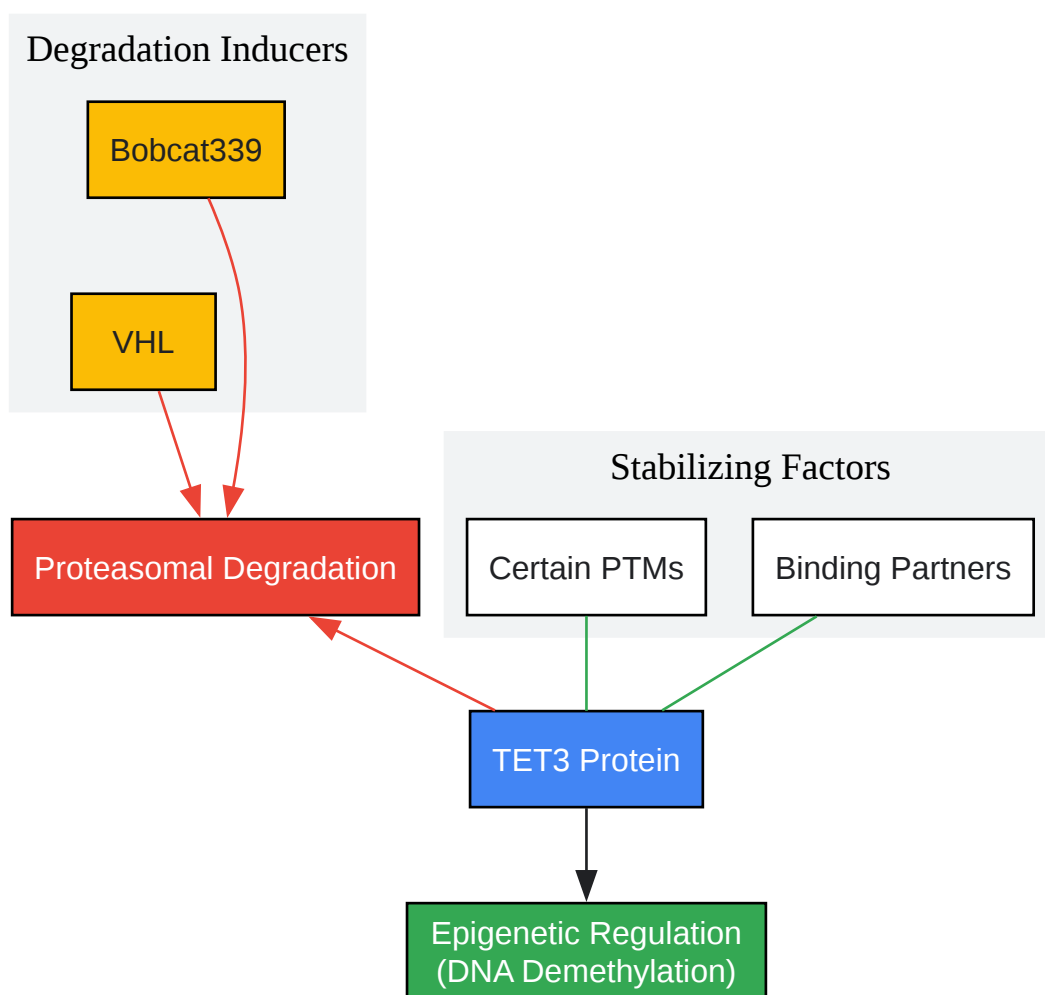 Degradation Inducers
Bobcat339
VHL
Stabilizing Factors
Proteasomal Degradation
Certain PTMs
Binding Partners
TET3 Protein
Epigenetic Regulation
(DNA Demethylation)